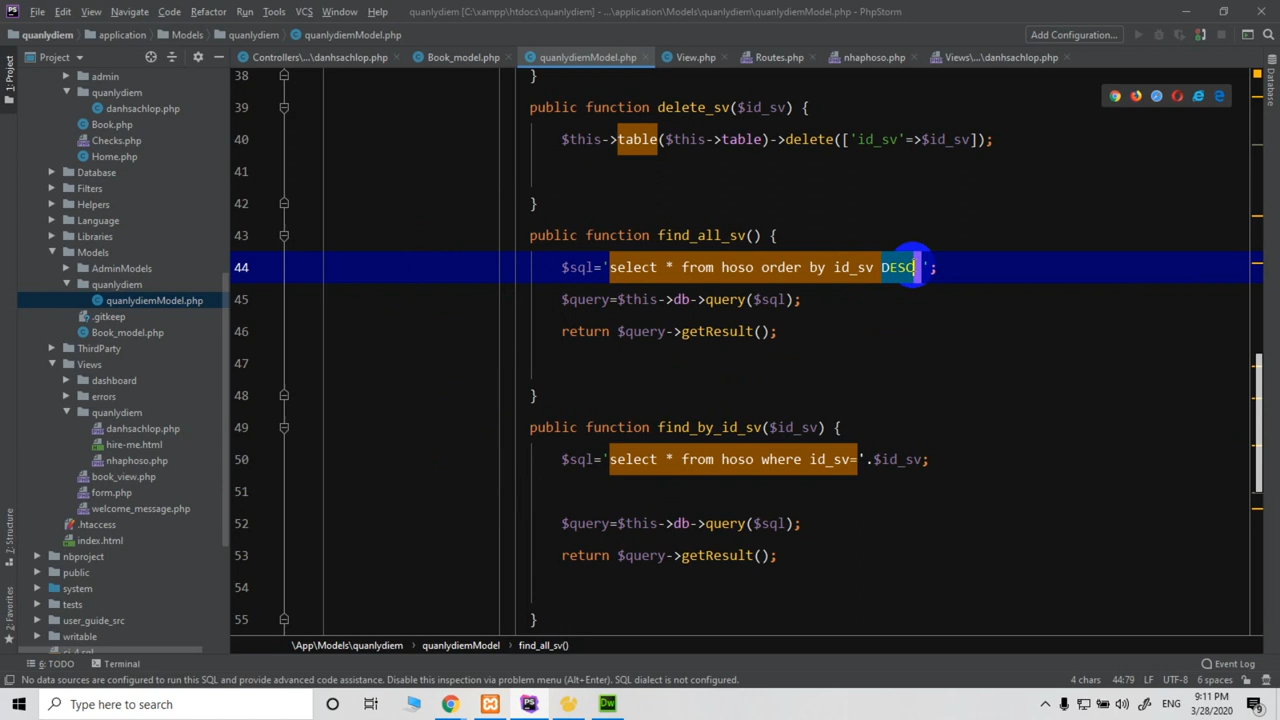 File Edit View Navigate Code Refactor Run Tools VCS Window Help quanlydiem [C:\xampp\htdocs\quanlydiem] - ...\application\Models\quanlydiem\quanlydiemModel.php - PhpStorm
quanlydiem application Models quanlydiem quanlydiemModel.php Add Configuration...
Project Controllers\...\danhsachlop.php Book_model.php quanlydiemModel.php View.php Routes.php nhaphoso.php Views\...\danhsachlop.php
1: Project
7: Structure
2: Favorites
Database
admin
quanlydiem
danhsachlop.php
Book.php
Checks.php
Home.php
Database
Filters
Helpers
Language
Libraries
Models
AdminModels
quanlydiem
quanlydiemModel.php
.gitkeep
Book_model.php
ThirdParty
Views
dashboard
errors
quanlydiem
danhsachlop.php
hire-me.html
nhaphoso.php
book_view.php
form.php
welcome_message.php
.htaccess
index.html
nbproject
public
system
tests
user_guide_src
writable
38 }
39 public function delete_sv($id_sv) {
40 $this->table($this->table)->delete(['id_sv'=>$id_sv]);
41
42 }
43 public function find_all_sv() {
44 $sql='select * from hoso order by id_sv DESC ';
45 $query=$this->db->query($sql);
46 return $query->getResult();
47
48 }
49 public function find_by_id_sv($id_sv) {
50 $sql='select * from hoso where id_sv='.$id_sv;
51
52 $query=$this->db->query($sql);
53 return $query->getResult();
54
55 }
\App\Models\quanlydiem quanlydiemModel find_all_sv()
6: TODO Terminal Event Log
No data sources are configured to run this SQL and provide advanced code assistance. Disable this inspection via problem menu (Alt+Enter). SQL dialect is not configured. 4 chars 44:79 LF UTF-8 6 spaces
Type here to search
9:11 PM
3/28/2020